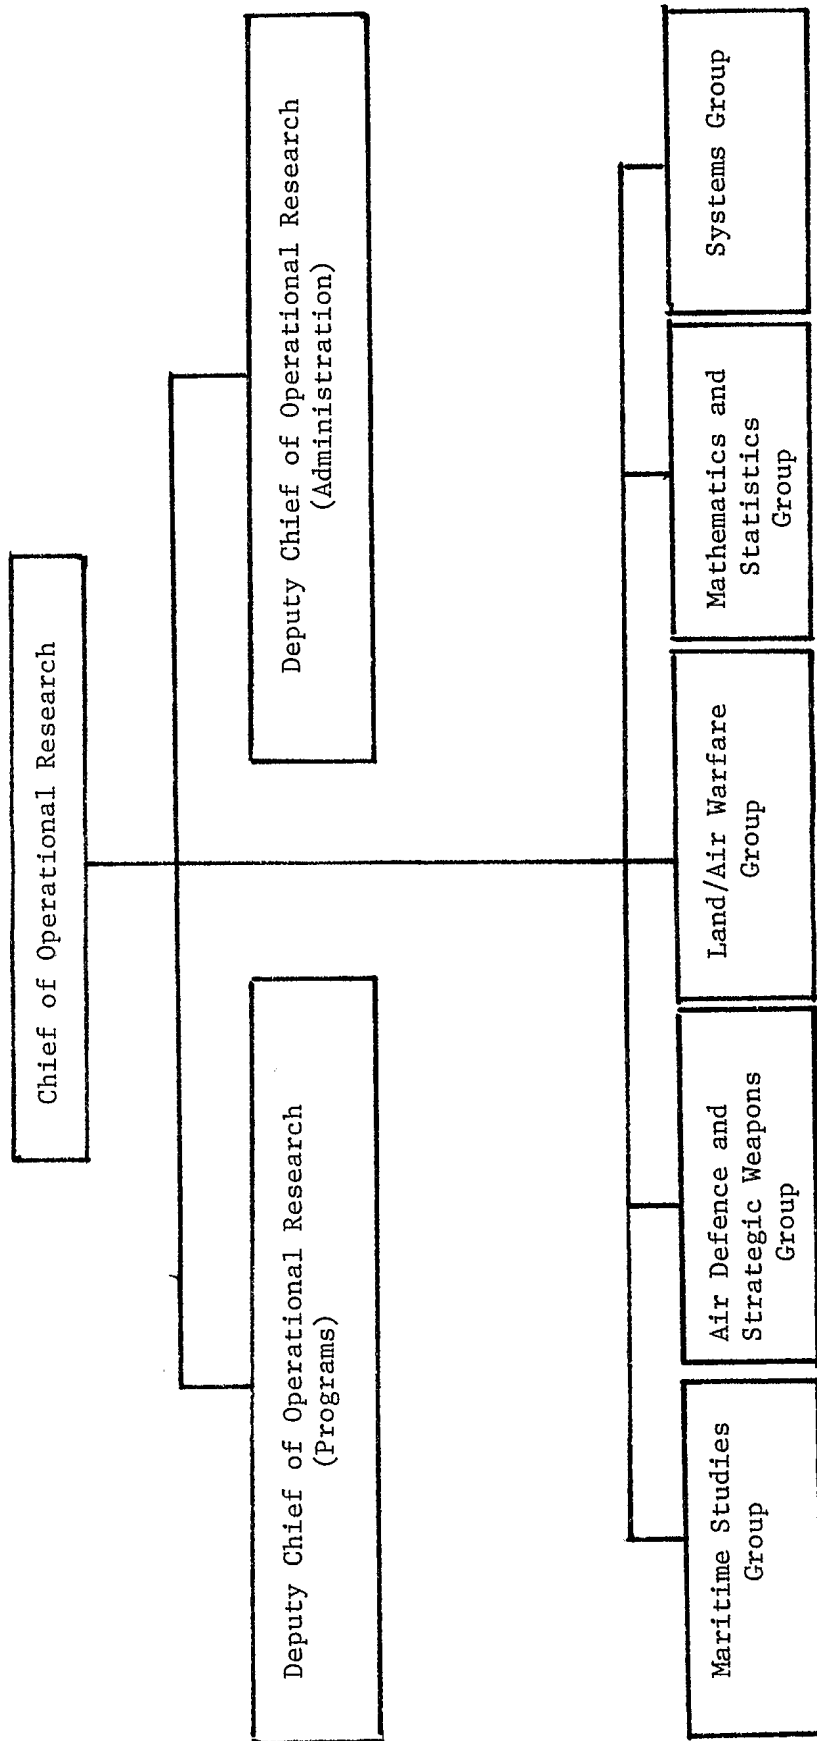 Chief of Operational Research
Deputy Chief of Operational Research
(Programs)
Deputy Chief of Operational Research
(Administration)
Maritime Studies
Group
Air Defence and
Strategic Weapons
Group
Land/Air Warfare
Group
Mathematics and
Statistics
Group
Systems Group